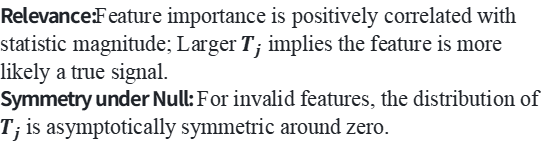 Relevance:Feature importance is positively correlated with
statistic magnitude; Larger T_j implies the feature is more
likely a true signal.
Symmetry under Null: For invalid features, the distribution of
T_j is asymptotically symmetric around zero.